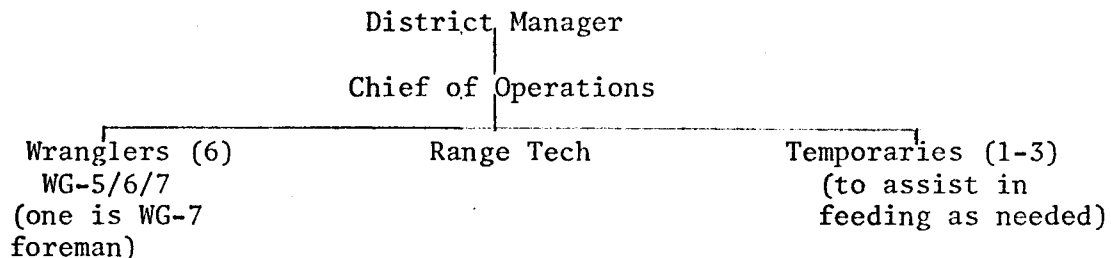 District Manager
Chief of Operations
Wranglers (6) Range Tech Temporaries (1-3)
WG-5/6/7 (to assist in
(one is WG-7 feeding as needed)
foreman)